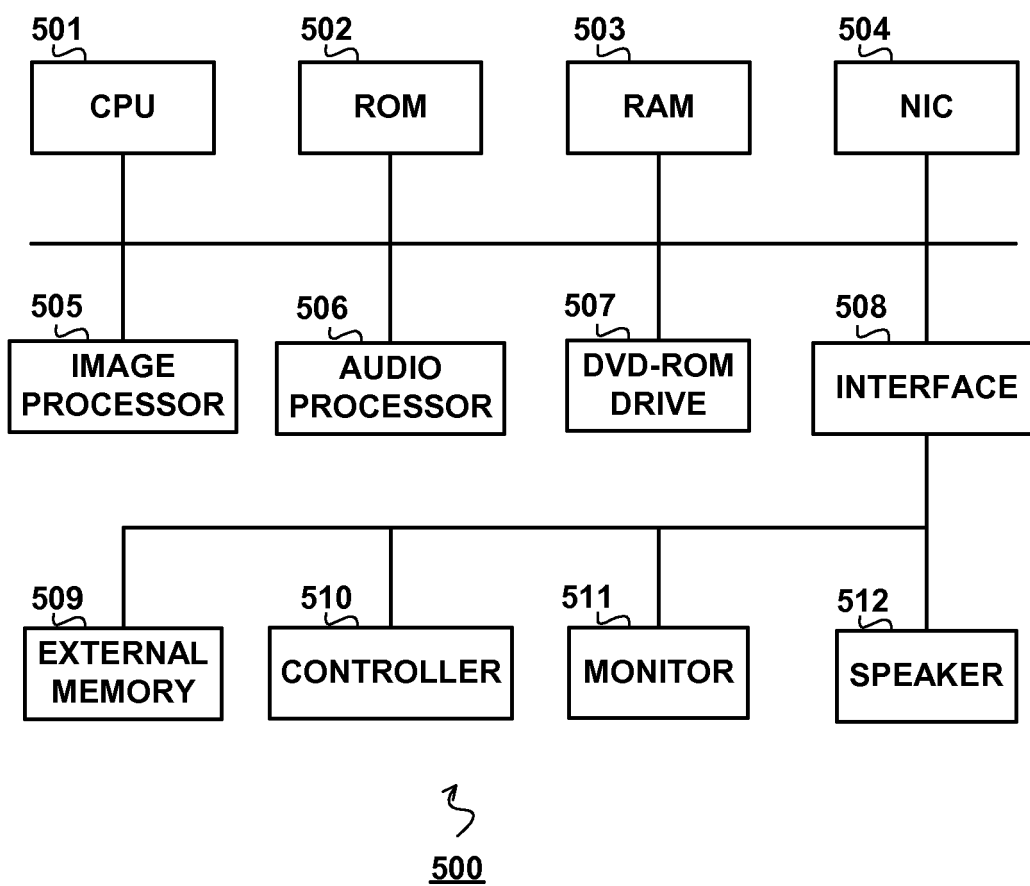 501 502 503 504
CPU ROM RAM NIC
505 506 507 508
IMAGE PROCESSOR AUDIO PROCESSOR DVD-ROM DRIVE INTERFACE
509 510 511 512
EXTERNAL MEMORY CONTROLLER MONITOR SPEAKER
500